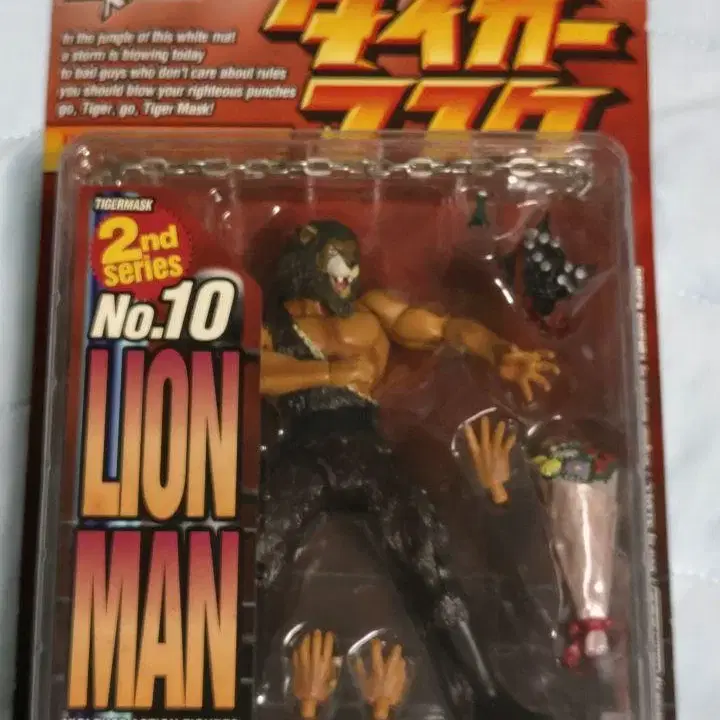 タイガー
マスク
In the jungle of this white mat
a storm is blowing today
to bad guys who don't care about rules
you should blow your righteous punches
go, Tiger, go, Tiger Mask!
TIGERMASK
2nd
series
No.10
LION
MAN
ACTION FIGURES